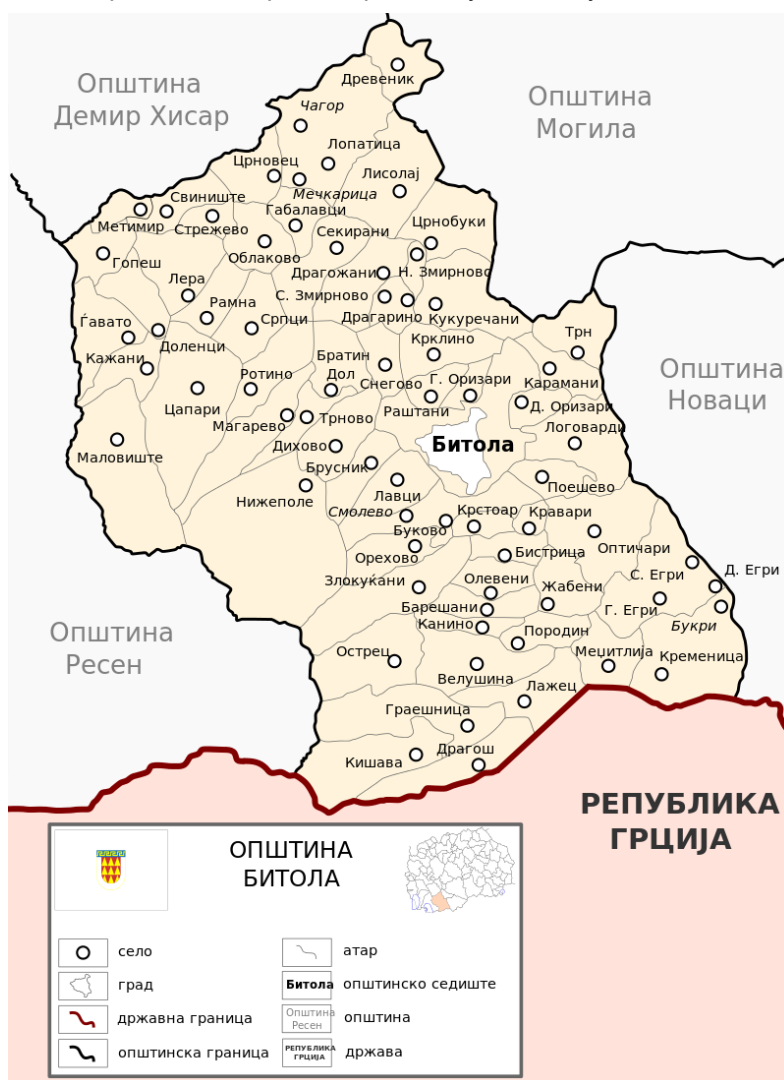 Древеник
Општина
Демир Хисар
Општина
Могила
Чагор
Лопатица
Црновец
Лисолај
Мечкарица
Свиниште
Метимир
Стрежево
Габалавци
Секирани
Црнобуки
Облаково
Гопеш
Драгожани
Н. Змирново
Лера
С. Змирново
Рамна
Драгарино
Кукуречани
Ѓавато
Српци
Трн
Доленци
Крклино
Кажани
Братин
Дол
Општина
Новаци
Ротино
Снегово
Г. Оризари
Карамани
Цапари
Раштани
Д. Оризари
Магарево
Трново
Логоварди
Битола
Дихово
Маловиште
Брусник
Поешево
Нижеполе
Лавци
Смолево
Крстоар
Кравари
Буково
Орехово
Бистрица
Оптичари
Злокуќани
Олевени
Жабени
С. Егри
Д. Егри
Барешани
Г. Егри
Канино
Букри
Општина
Ресен
Породин
Острец
Меџитлија
Кременица
Велушина
Лажец
Граешница
Драгош
Кишава
РЕПУБЛИКА
ГРЦИЈА
ОПШТИНА
БИТОЛА
село
атар
град
Битола
општинско седиште
државна граница
Општина
Ресен
општина
општинска граница
РЕПУБЛИКА
ГРЦИЈА
држава